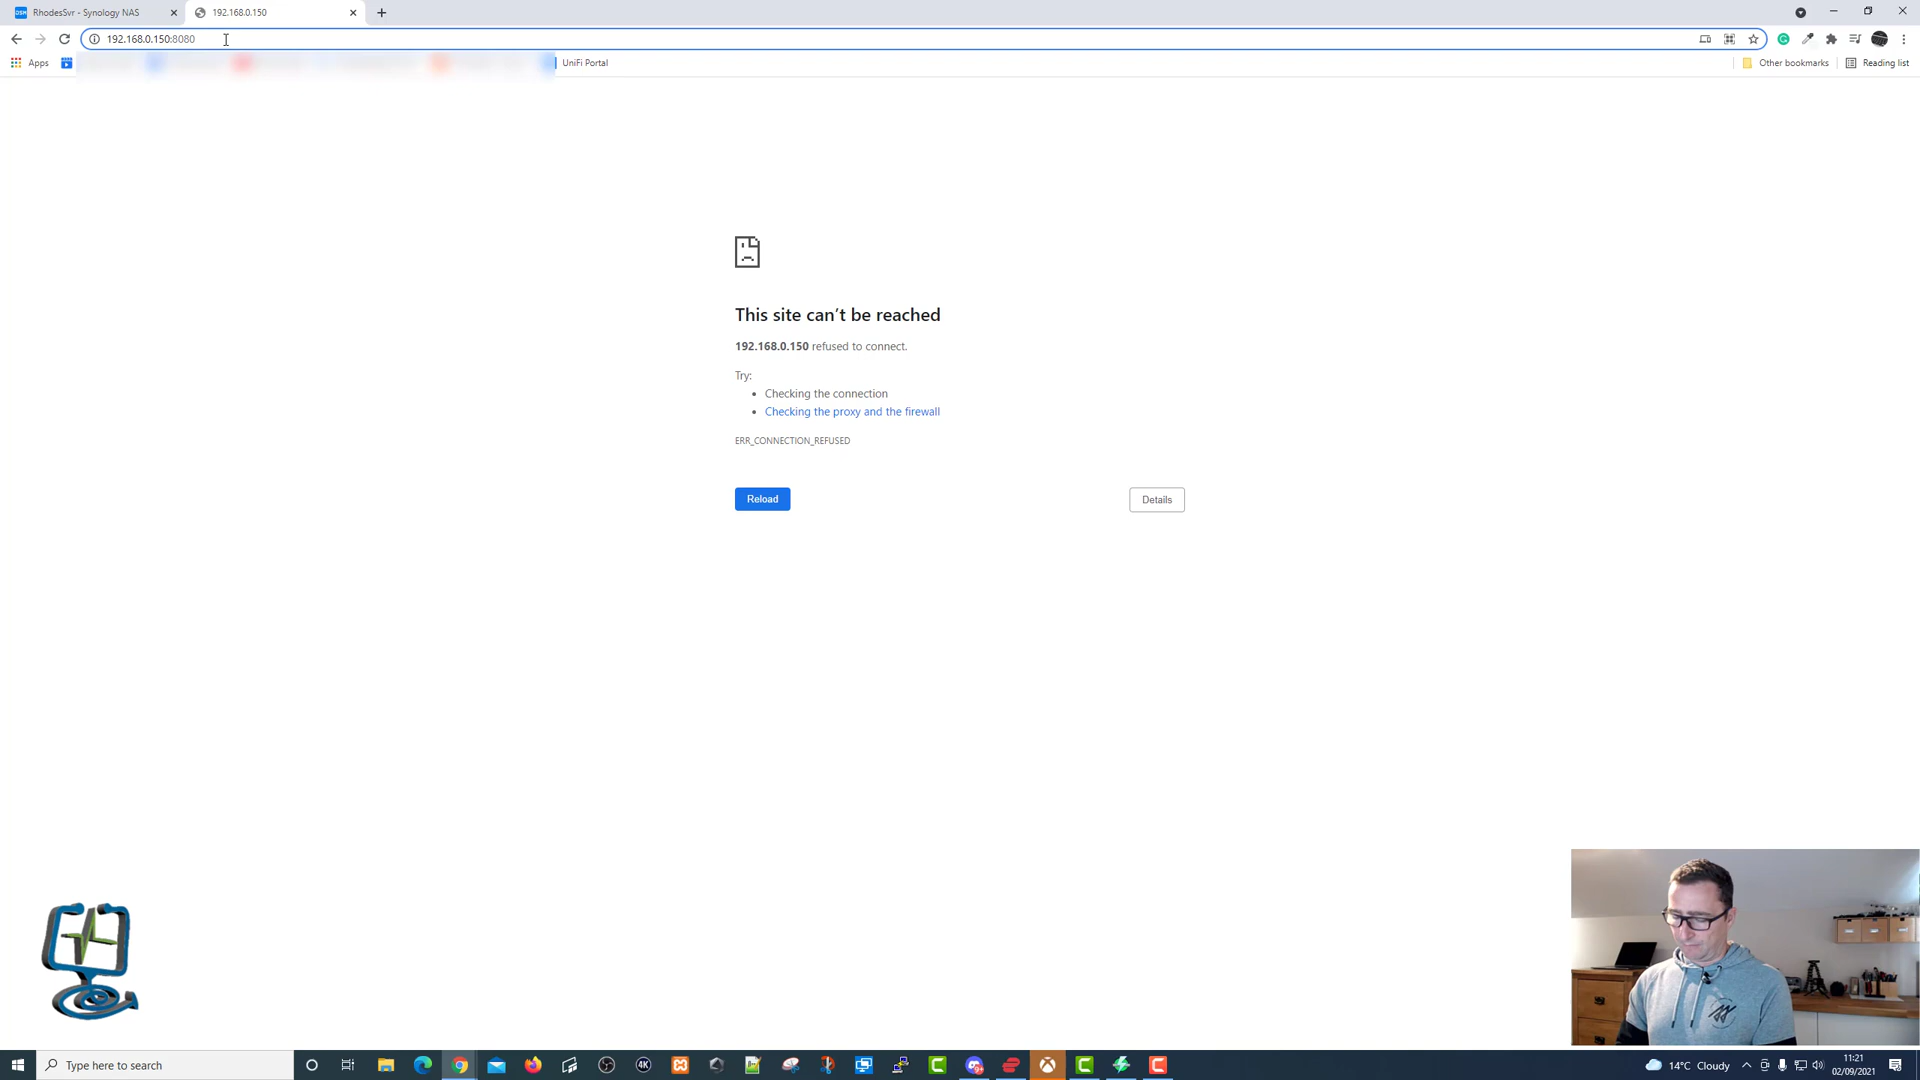 RhodesSvr - Synology NAS
192.168.0.150
192.168.0.150:8080
Apps
UniFi Portal
Other bookmarks
Reading list
This site can't be reached
192.168.0.150 refused to connect.
Try:
• Checking the connection
• Checking the proxy and the firewall
ERR_CONNECTION_REFUSED
Reload
Details
Type here to search
4K
14°C Cloudy
11:21
02/09/2021